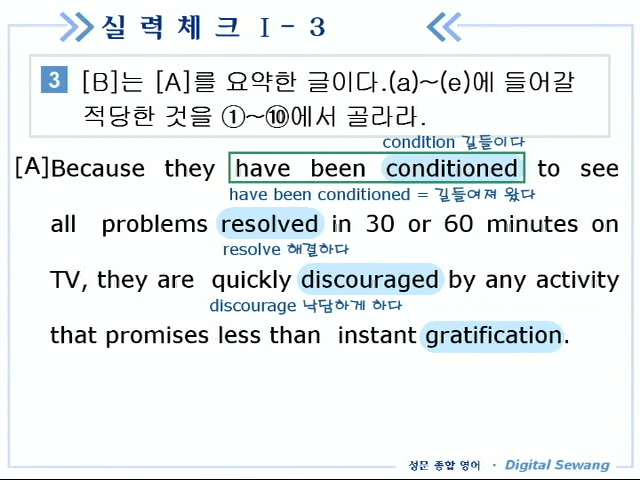 실 력 체 크 I - 3
3 [B]는 [A]를 요약한 글이다.(a)~(e)에 들어갈
적당한 것을 ①~⑩에서 골라라.
condition 길들이다
[A]Because they have been conditioned to see
have been conditioned = 길들여져 왔다
all problems resolved in 30 or 60 minutes on
resolve 해결하다
TV, they are quickly discouraged by any activity
discourage 낙담하게 하다
that promises less than instant gratification.
성문 종합 영어 · Digital Sewang